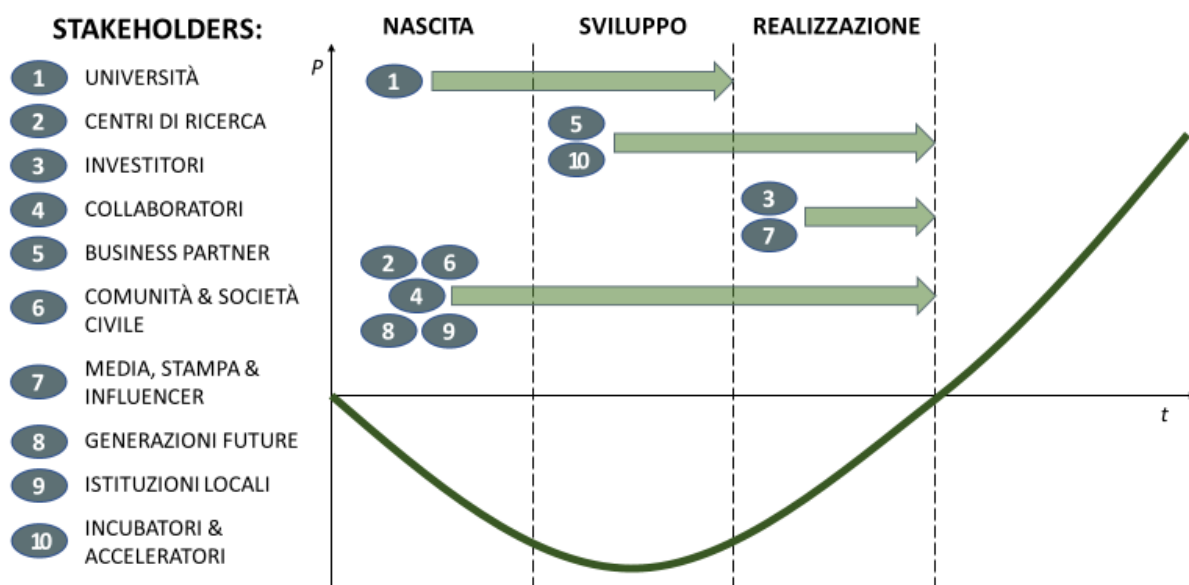 STAKEHOLDERS:
1 UNIVERSITÀ
2 CENTRI DI RICERCA
3 INVESTITORI
4 COLLABORATORI
5 BUSINESS PARTNER
6 COMUNITÀ & SOCIETÀ
CIVILE
7 MEDIA, STAMPA &
INFLUENCER
8 GENERAZIONI FUTURE
9 ISTITUZIONI LOCALI
10 INCUBATORI &
ACCELERATORI
NASCITA SVILUPPO REALIZZAZIONE
P
1
5
10
3
7
2 6
4
8 9
t